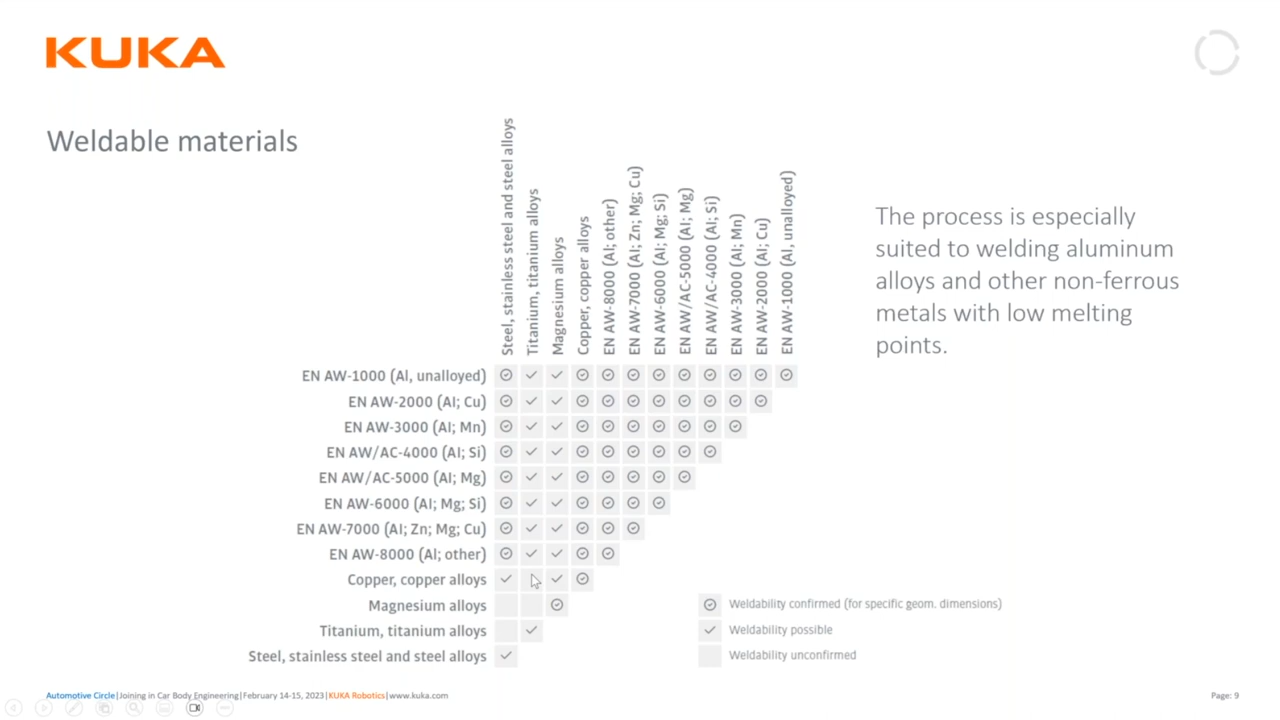 KUKA
Weldable materials
Steel, stainless steel and steel alloys
Titanium, titanium alloys
Magnesium alloys
Copper, copper alloys
EN AW-8000 (Al; other)
EN AW-7000 (Al; Zn; Mg; Cu)
EN AW-6000 (Al; Mg; Si)
EN AW/AC-5000 (Al; Mg)
EN AW/AC-4000 (Al; Si)
EN AW-3000 (Al; Mn)
EN AW-2000 (Al; Cu)
EN AW-1000 (Al, unalloyed)
The process is especially
suited to welding aluminum
alloys and other non-ferrous
metals with low melting
points.
EN AW-1000 (Al, unalloyed)
EN AW-2000 (Al; Cu)
EN AW-3000 (Al; Mn)
EN AW/AC-4000 (Al; Si)
EN AW/AC-5000 (Al; Mg)
EN AW-6000 (Al; Mg; Si)
EN AW-7000 (Al; Zn; Mg; Cu)
EN AW-8000 (Al; other)
Copper, copper alloys
Magnesium alloys
Titanium, titanium alloys
Steel, stainless steel and steel alloys
Weldability confirmed (for specific geom. dimensions)
Weldability possible
Weldability unconfirmed
Automotive Circle|Joining in Car Body Engineering|February 14-15, 2023|KUKA Robotics|www.kuka.com
Page: 9